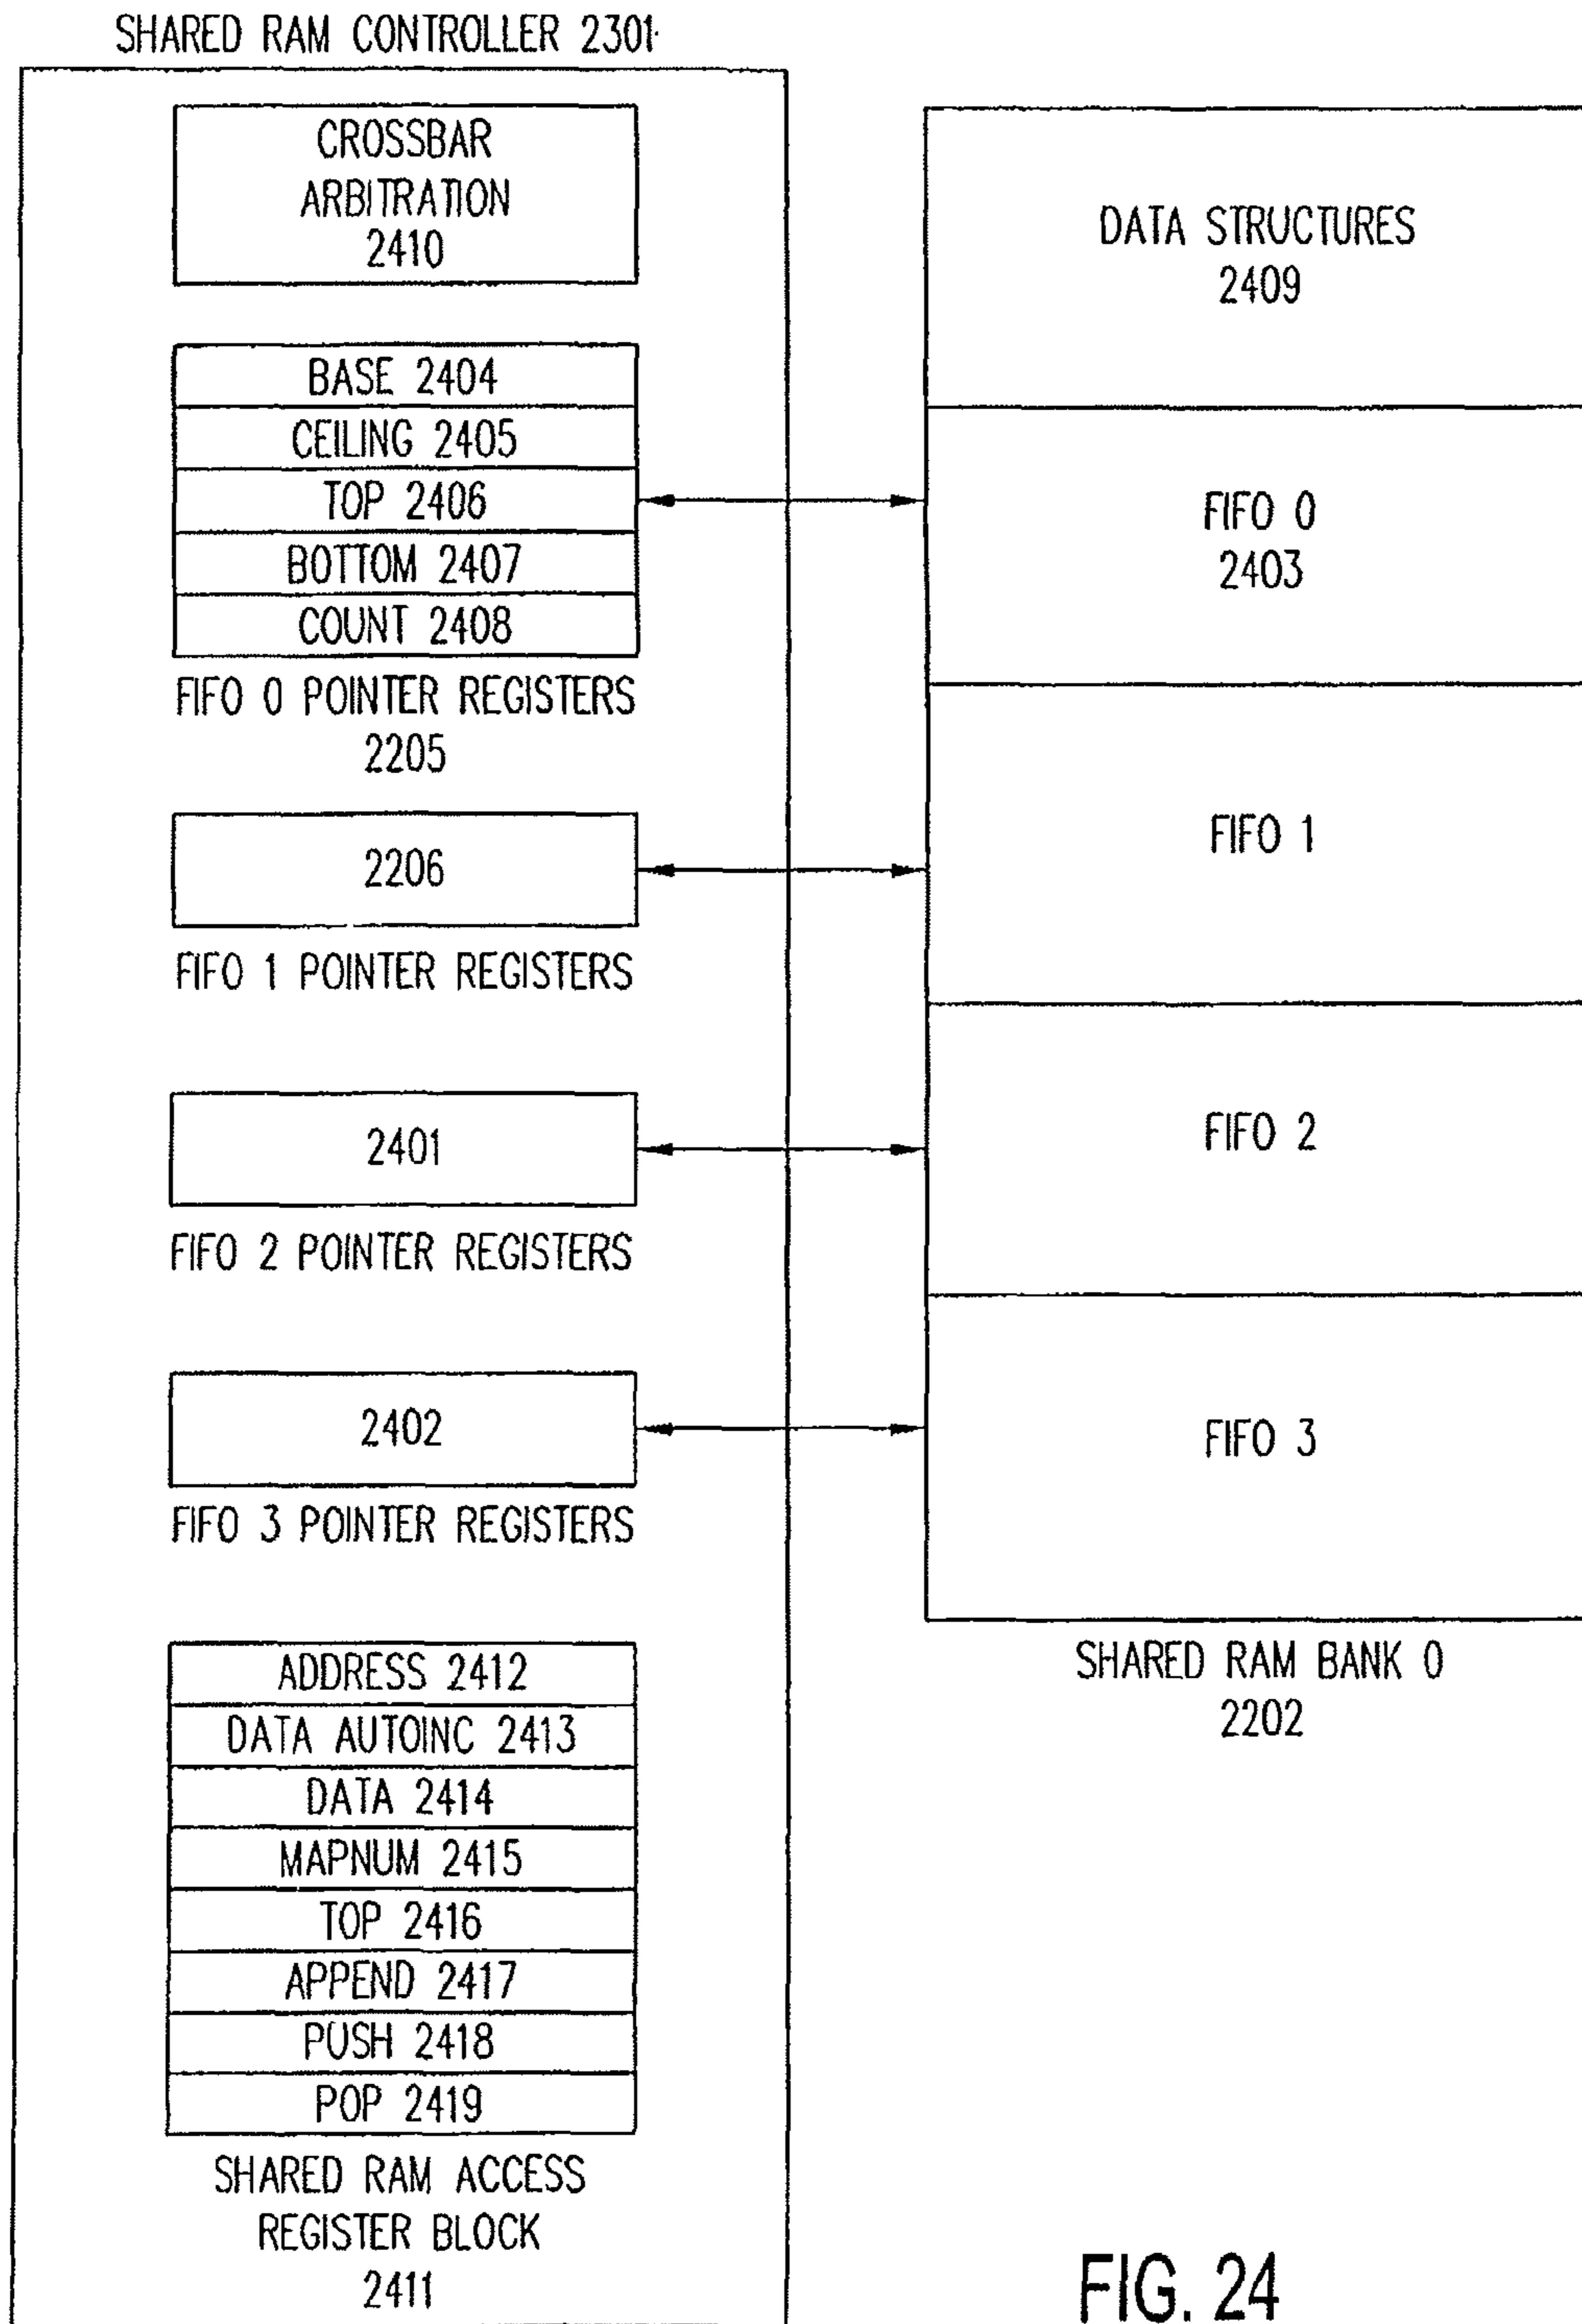 SHARED RAM CONTROLLER 2301
CROSSBAR
ARBITRATION
2410
BASE 2404
CEILING 2405
TOP 2406
BOTTOM 2407
COUNT 2408
FIFO 0 POINTER REGISTERS
2205
2206
FIFO 1 POINTER REGISTERS
2401
FIFO 2 POINTER REGISTERS
2402
FIFO 3 POINTER REGISTERS
ADDRESS 2412
DATA AUTOINC 2413
DATA 2414
MAPNUM 2415
TOP 2416
APPEND 2417
PUSH 2418
POP 2419
SHARED RAM ACCESS
REGISTER BLOCK
2411
DATA STRUCTURES
2409
FIFO 0
2403
FIFO 1
FIFO 2
FIFO 3
SHARED RAM BANK 0
2202
FIG. 24